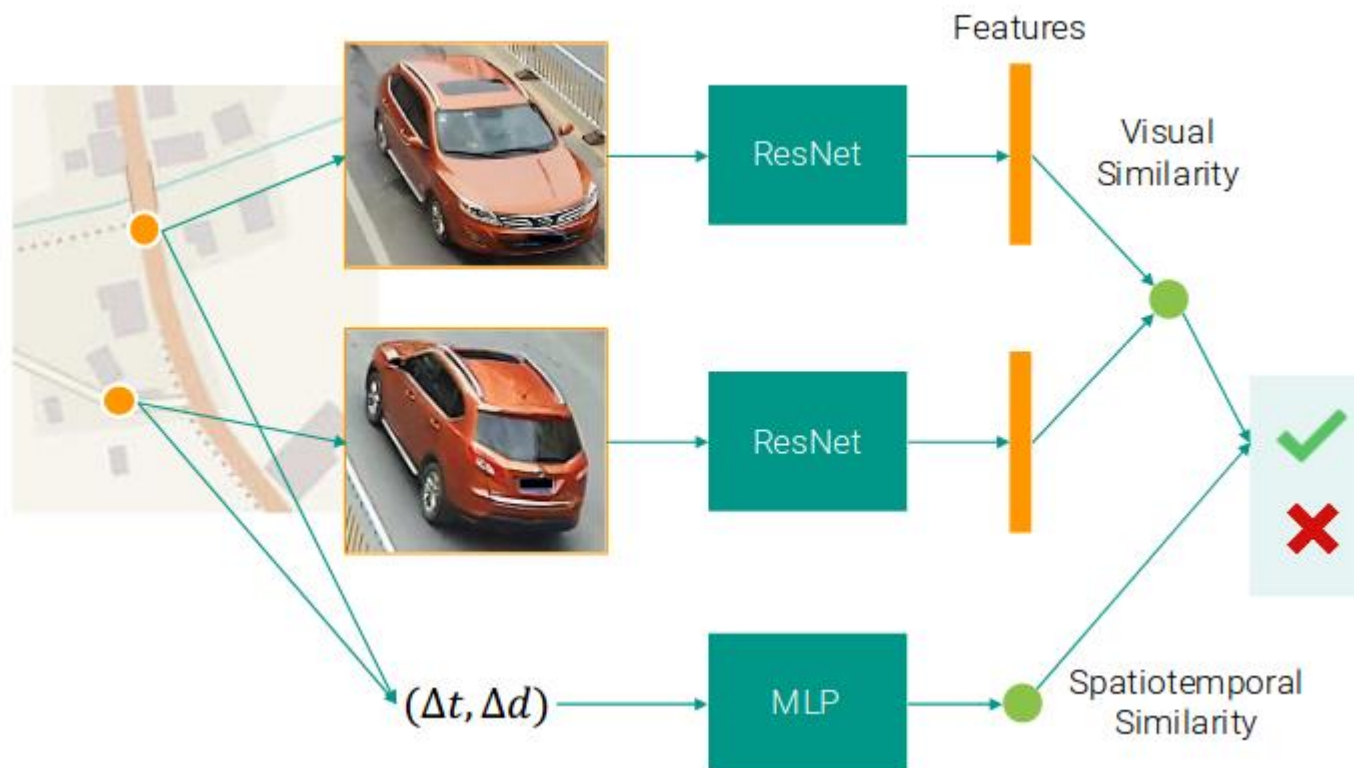 Features
ResNet
Visual
Similarity
ResNet
(Δt, Δd)
MLP
Spatiotemporal
Similarity